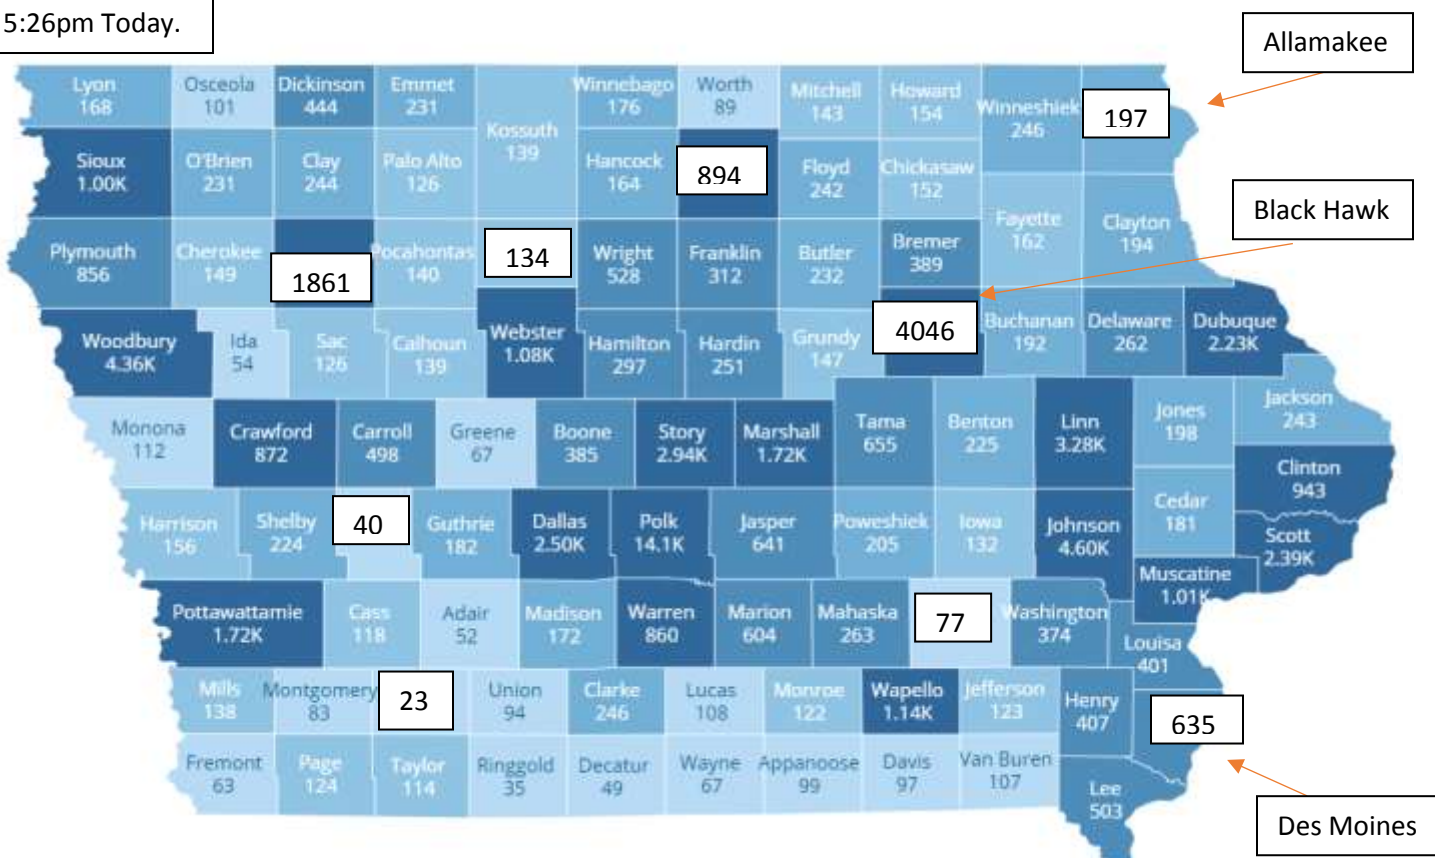 5:26pm Today.
Allamakee
Lyon
168
Osceola
101
Dickinson
444
Emmet
231
Kossuth
139
Winnebago
176
Worth
89
Mitchell
143
Howard
154
Winneshiek
246
197
Sioux
1.00K
O'Brien
231
Clay
244
Palo Alto
126
Hancock
164
894
Floyd
242
Chickasaw
152
Black Hawk
Plymouth
856
Cherokee
149
1861
Pocahontas
140
134
Wright
528
Franklin
312
Butler
232
Bremer
389
Fayette
162
Clayton
194
Woodbury
4.36K
Ida
54
Sac
126
Calhoun
139
Webster
1.08K
Hamilton
297
Hardin
251
Grundy
147
4046
Buchanan
192
Delaware
262
Dubuque
2.23K
Monona
112
Crawford
872
Carroll
498
Greene
67
Boone
385
Story
2.94K
Marshall
1.72K
Tama
655
Benton
225
Linn
3.28K
Jones
198
Jackson
243
Clinton
943
Harrison
156
Shelby
224
40
Guthrie
182
Dallas
2.50K
Polk
14.1K
Jasper
641
Poweshiek
205
Iowa
132
Johnson
4.60K
Cedar
181
Scott
2.39K
Muscatine
1.01K
Pottawattamie
1.72K
Cass
118
Adair
52
Madison
172
Warren
860
Marion
604
Mahaska
263
77
Washington
374
Louisa
401
Mills
138
Montgomery
83
23
Union
94
Clarke
246
Lucas
108
Monroe
122
Wapello
1.14K
Jefferson
123
Henry
407
635
Fremont
63
Page
124
Taylor
114
Ringgold
35
Decatur
49
Wayne
67
Appanoose
99
Davis
97
Van Buren
107
Lee
503
Des Moines